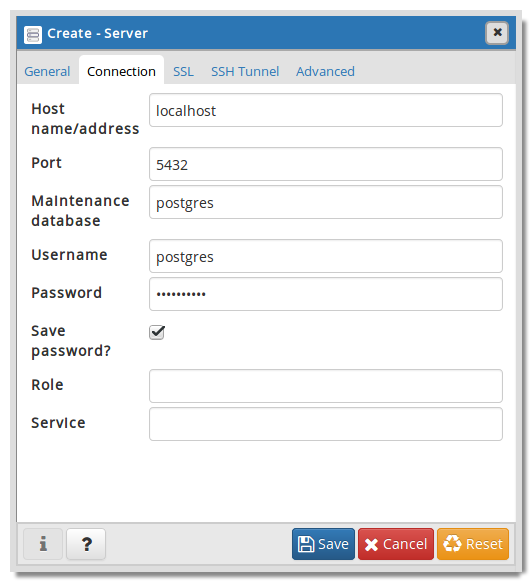 Create - Server
General Connection SSL SSH Tunnel Advanced
Host
name/address
localhost
Port
5432
Maintenance
database
postgres
Username
postgres
Password
••••••••••
Save
password?
Role
Service
i ? Save Cancel Reset